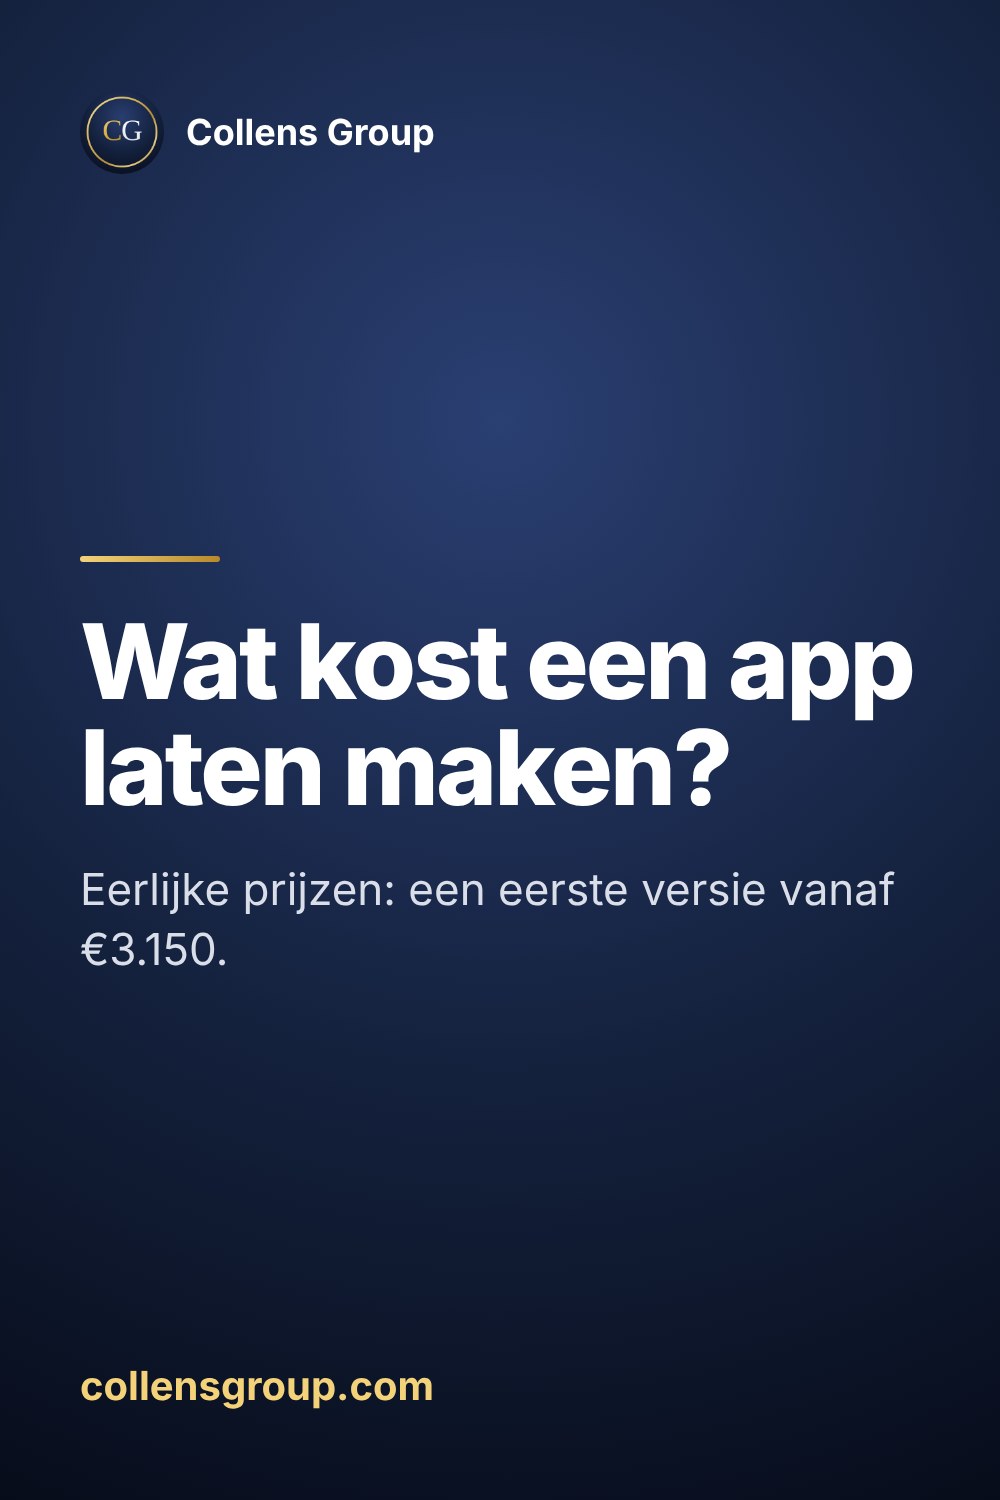 CG
Collens Group
Wat kost een app
laten maken?
Eerlijke prijzen: een eerste versie vanaf
€3.150.
collensgroup.com